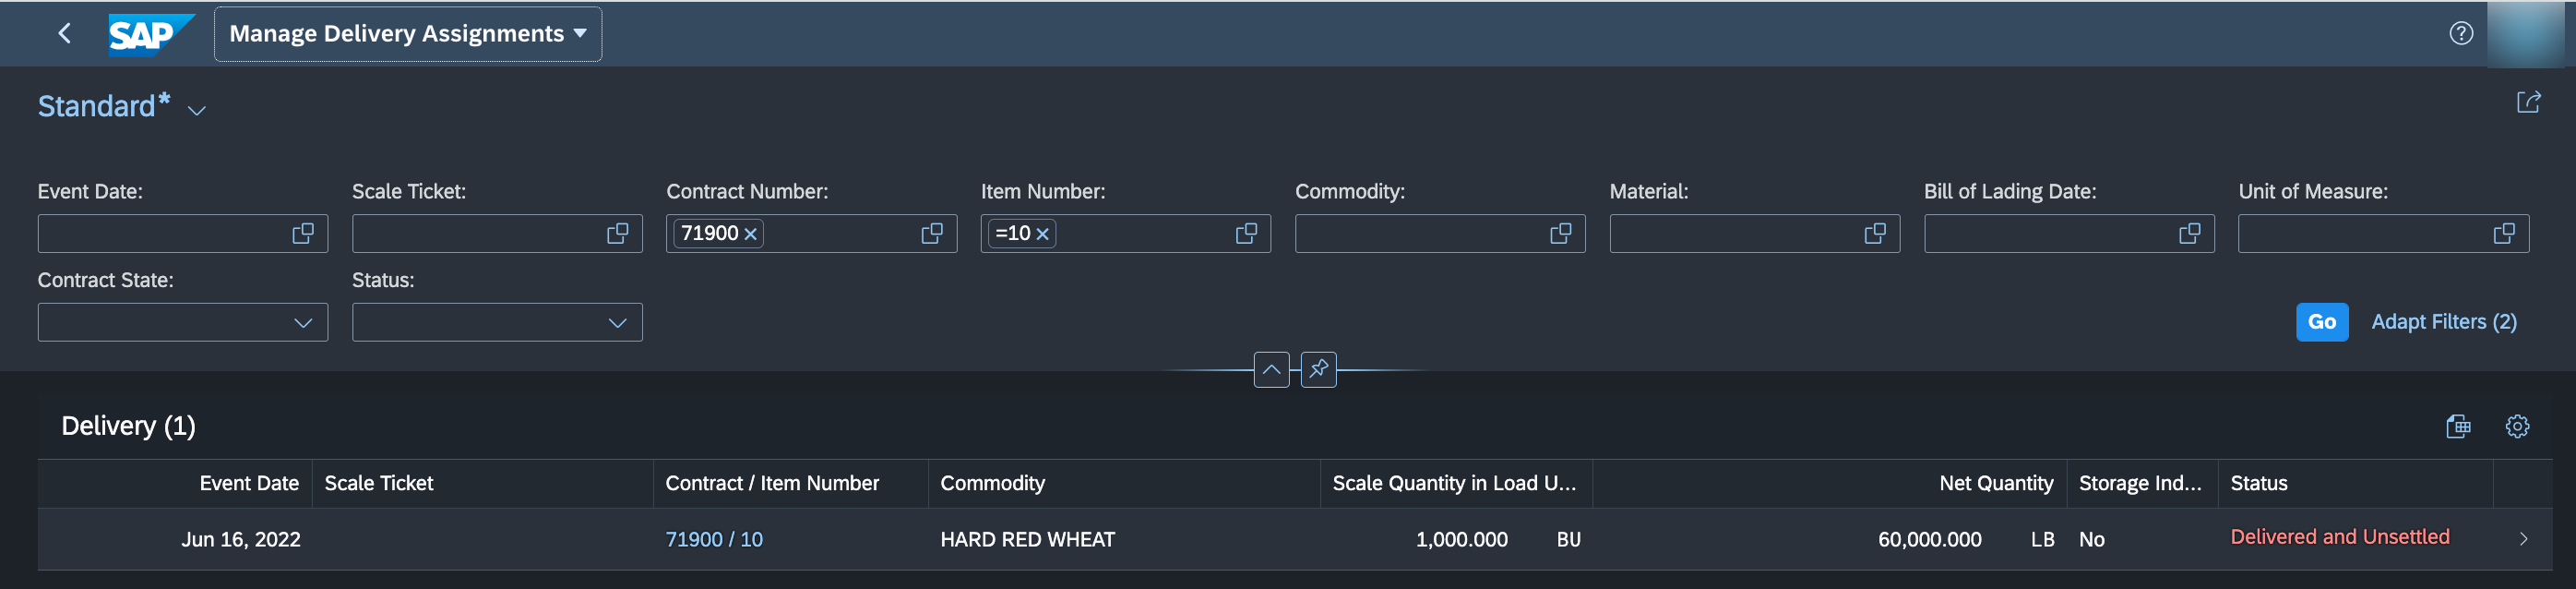 SAP Manage Delivery Assignments
Standard*
Event Date: Scale Ticket: Contract Number: Item Number: Commodity: Material: Bill of Lading Date: Unit of Measure:
71900 =10
Contract State: Status:
Go Adapt Filters (2)
Delivery (1)
Event Date Scale Ticket Contract / Item Number Commodity Scale Quantity in Load U... Net Quantity Storage Ind... Status
Jun 16, 2022 71900 / 10 HARD RED WHEAT 1,000.000 BU 60,000.000 LB No Delivered and Unsettled